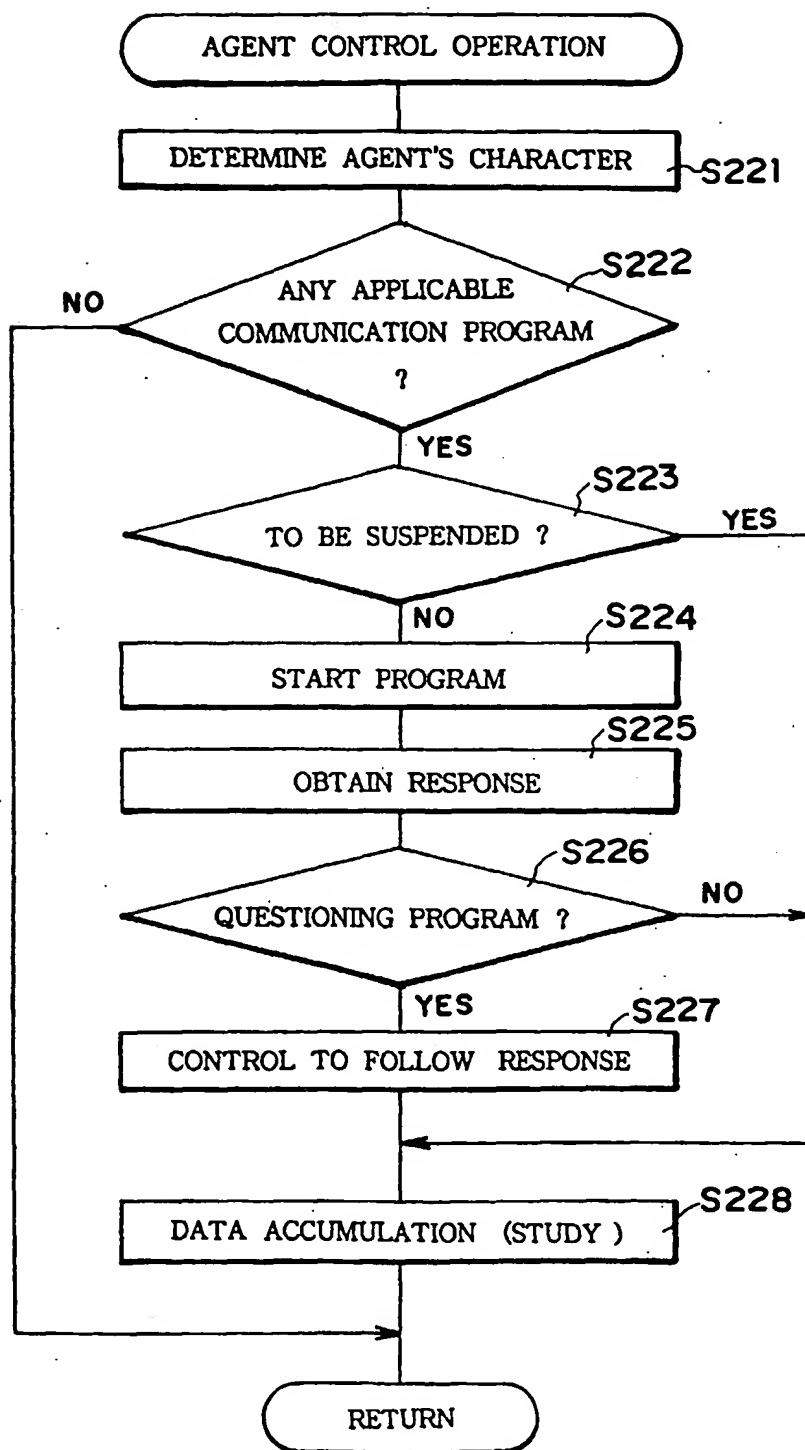 AGENT CONTROL OPERATION
DETERMINE AGENT'S CHARACTER
S221
S222
NO
ANY APPLICABLE
COMMUNICATION PROGRAM
?
YES
S223
TO BE SUSPENDED ?
YES
NO
S224
START PROGRAM
S225
OBTAIN RESPONSE
S226
QUESTIONING PROGRAM ?
NO
YES
S227
CONTROL TO FOLLOW RESPONSE
S228
DATA ACCUMULATION (STUDY )
RETURN